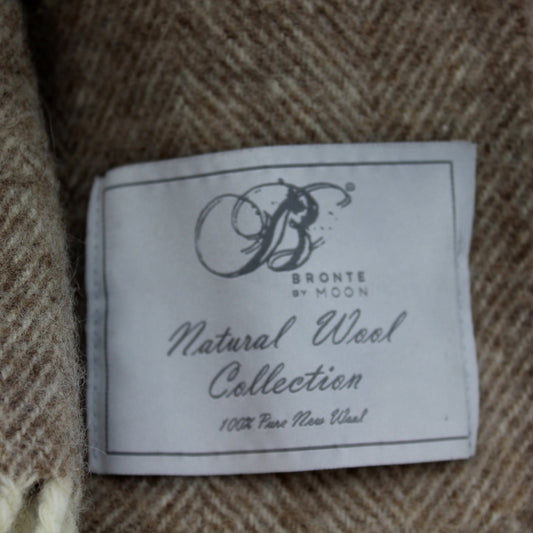 B®
BRONTE
BY MOON
Natural Wool
Collection
100% Pure New Wool